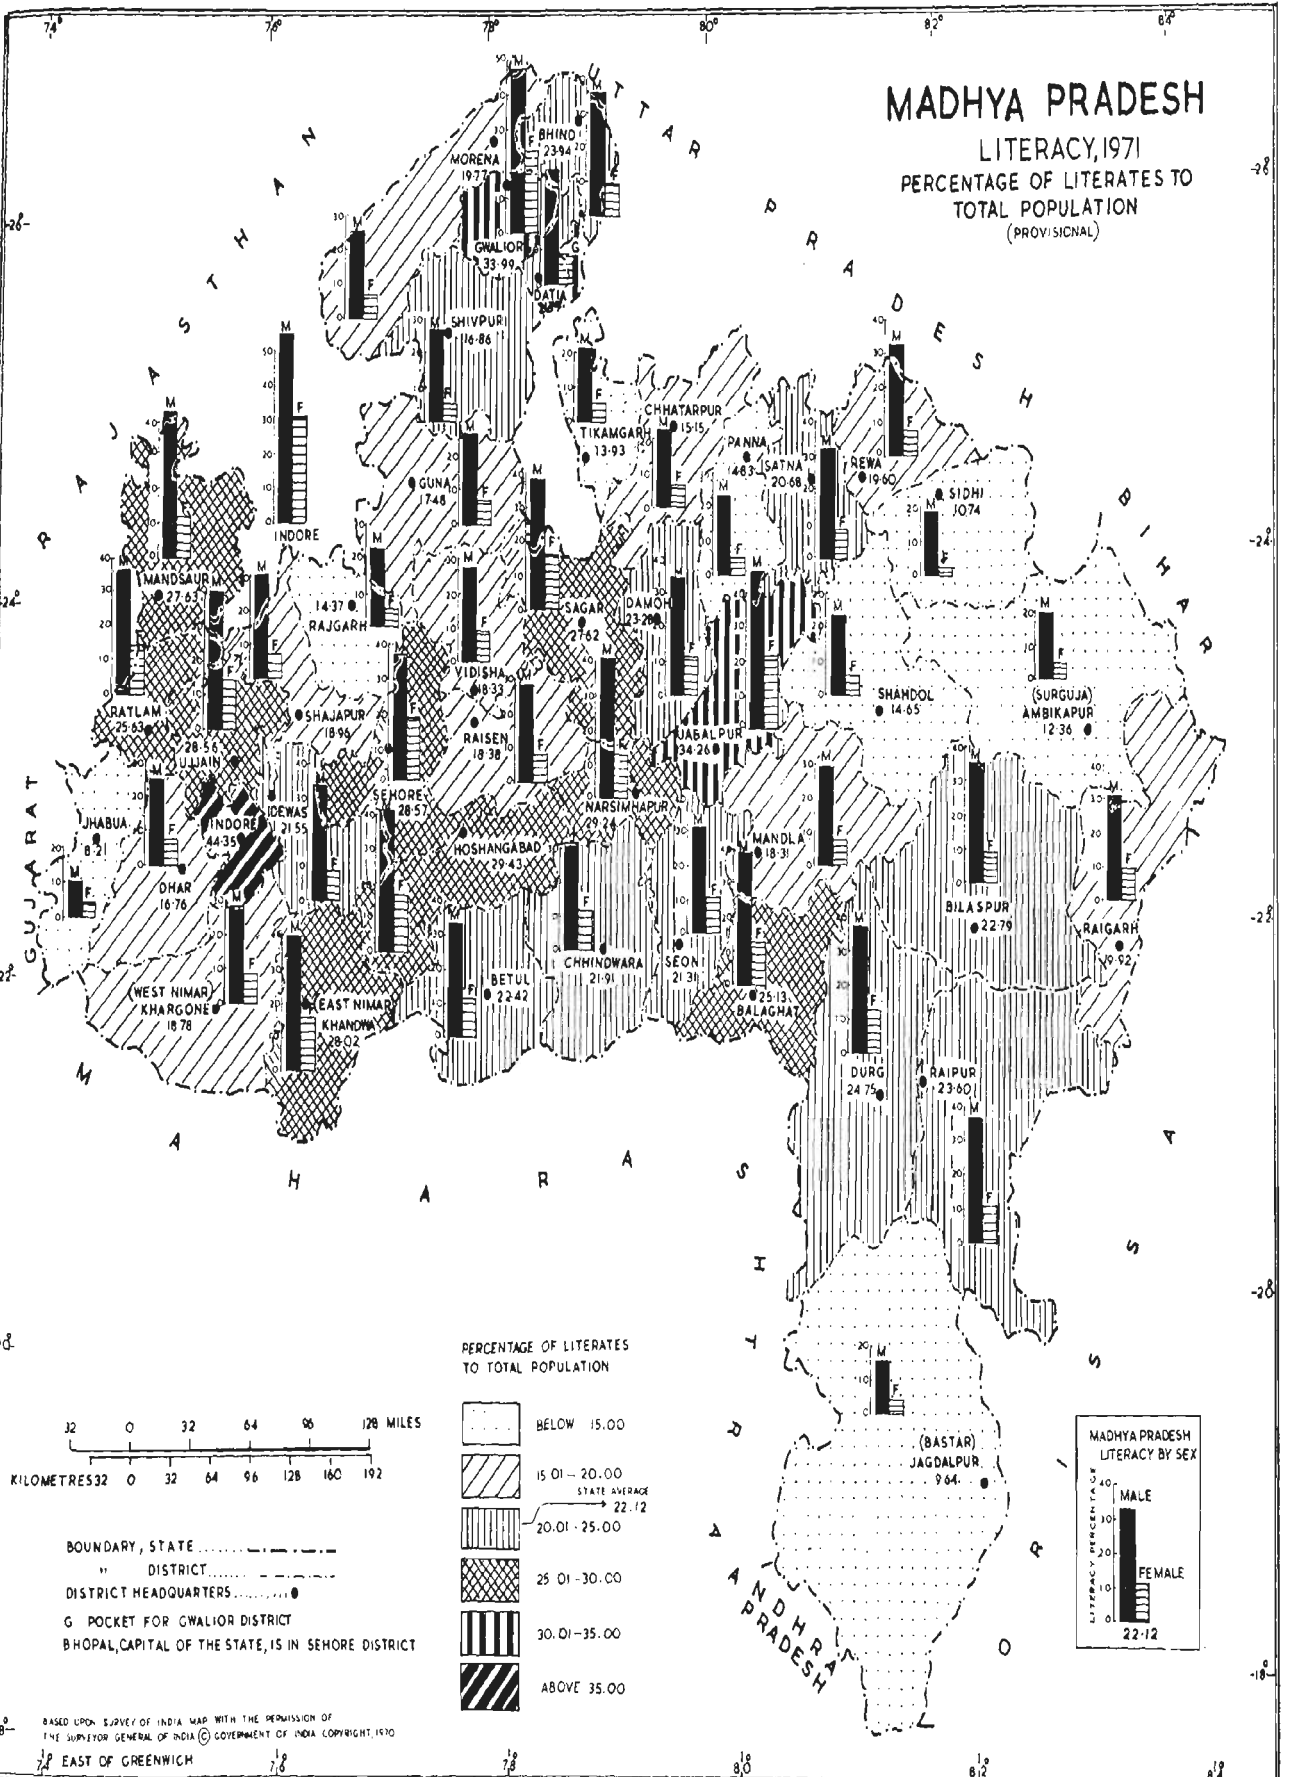 74°
76°
78°
80°
82°
84°
MADHYA PRADESH
LITERACY, 1971
PERCENTAGE OF LITERATES TO
TOTAL POPULATION
(PROVISIONAL)
UTTAR PRADESH
RAJASTHAN
BIHAR
GUJARAT
MAHARASHTRA
ORISSA
ANDHRA
PRADESH
BHIND
23.94
MORENA
19.77
GWALIOR
33.99
G
DATIA
SHIVPURI
16.86
TIKAMGARH
13.93
CHHATARPUR
15.15
PANNA
14.83
SATNA
20.68
REWA
19.60
SIDHI
10.74
GUNA
17.48
INDORE
MANDSAUR
27.63
14.37
RAJGARH
SAGAR
27.62
DAMOH
23.28
RATLAM
25.63
28.56
UJJAIN
SHAJAPUR
18.96
VIDISHA
18.33
RAISEN
18.38
JABALPUR
34.26
SHAHDOL
14.65
(SURGUJA)
AMBIKAPUR
12.36
JHABUA
8.21
DHAR
16.76
INDORE
44.35
DEWAS
21.55
SEHORE
28.57
HOSHANGABAD
29.43
NARSIMHAPUR
29.24
MANDLA
18.31
BILASPUR
22.79
RAIGARH
19.92
WEST NIMAR
KHARGONE
18.78
EAST NIMAR
KHANDWA
28.02
BETUL
22.42
CHHINDWARA
21.91
SEONI
21.31
25.13
BALAGHAT
DURG
24.75
RAIPUR
23.60
(BASTAR)
JAGDALPUR
9.64
PERCENTAGE OF LITERATES
TO TOTAL POPULATION
BELOW 15.00
15.01-20.00
STATE AVERAGE
22.12
20.01-25.00
25.01-30.00
30.01-35.00
ABOVE 35.00
32 0 32 64 96 128 MILES
KILOMETRES 32 0 32 64 96 128 160 192
BOUNDARY, STATE
" DISTRICT
DISTRICT HEADQUARTERS
G POCKET FOR GWALIOR DISTRICT
BHOPAL, CAPITAL OF THE STATE, IS IN SEHORE DISTRICT
MADHYA PRADESH
LITERACY BY SEX
LITERACY PERCENTAGE
40
30
20
10
0
MALE
FEMALE
22.12
BASED UPON SURVEY OF INDIA MAP WITH THE PERMISSION OF
THE SURVEYOR GENERAL OF INDIA © GOVERNMENT OF INDIA COPYRIGHT, 1970
EAST OF GREENWICH